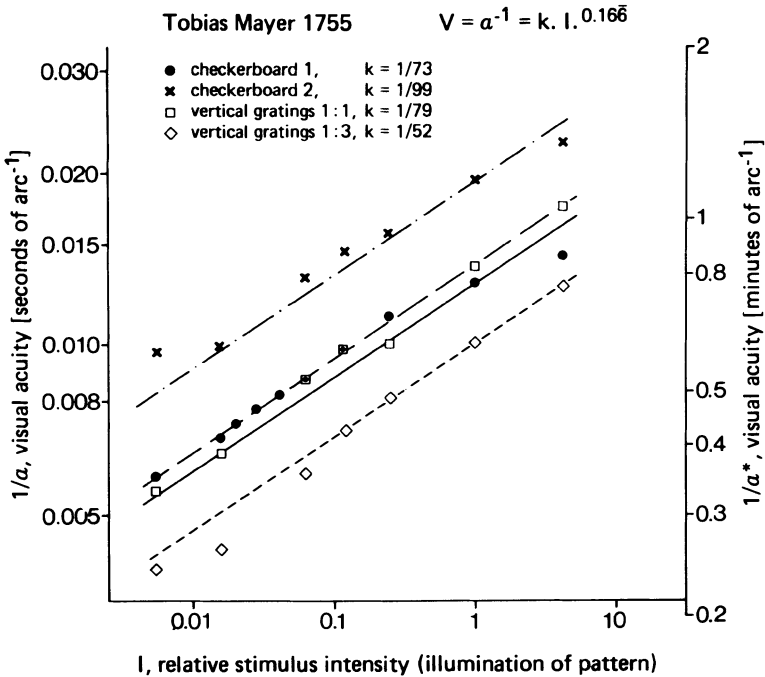 Tobias Mayer 1755
V = a⁻¹ = k. I.^0.166̄
checkerboard 1, k = 1/73
checkerboard 2, k = 1/99
vertical gratings 1:1, k = 1/79
vertical gratings 1:3, k = 1/52
1/a, visual acuity [seconds of arc⁻¹]
0.030
0.020
0.015
0.010
0.008
0.005
2
1
0.8
0.5
0.4
0.3
0.2
1/a*, visual acuity [minutes of arc⁻¹]
0.01 0.1 1 10
I, relative stimulus intensity (illumination of pattern)